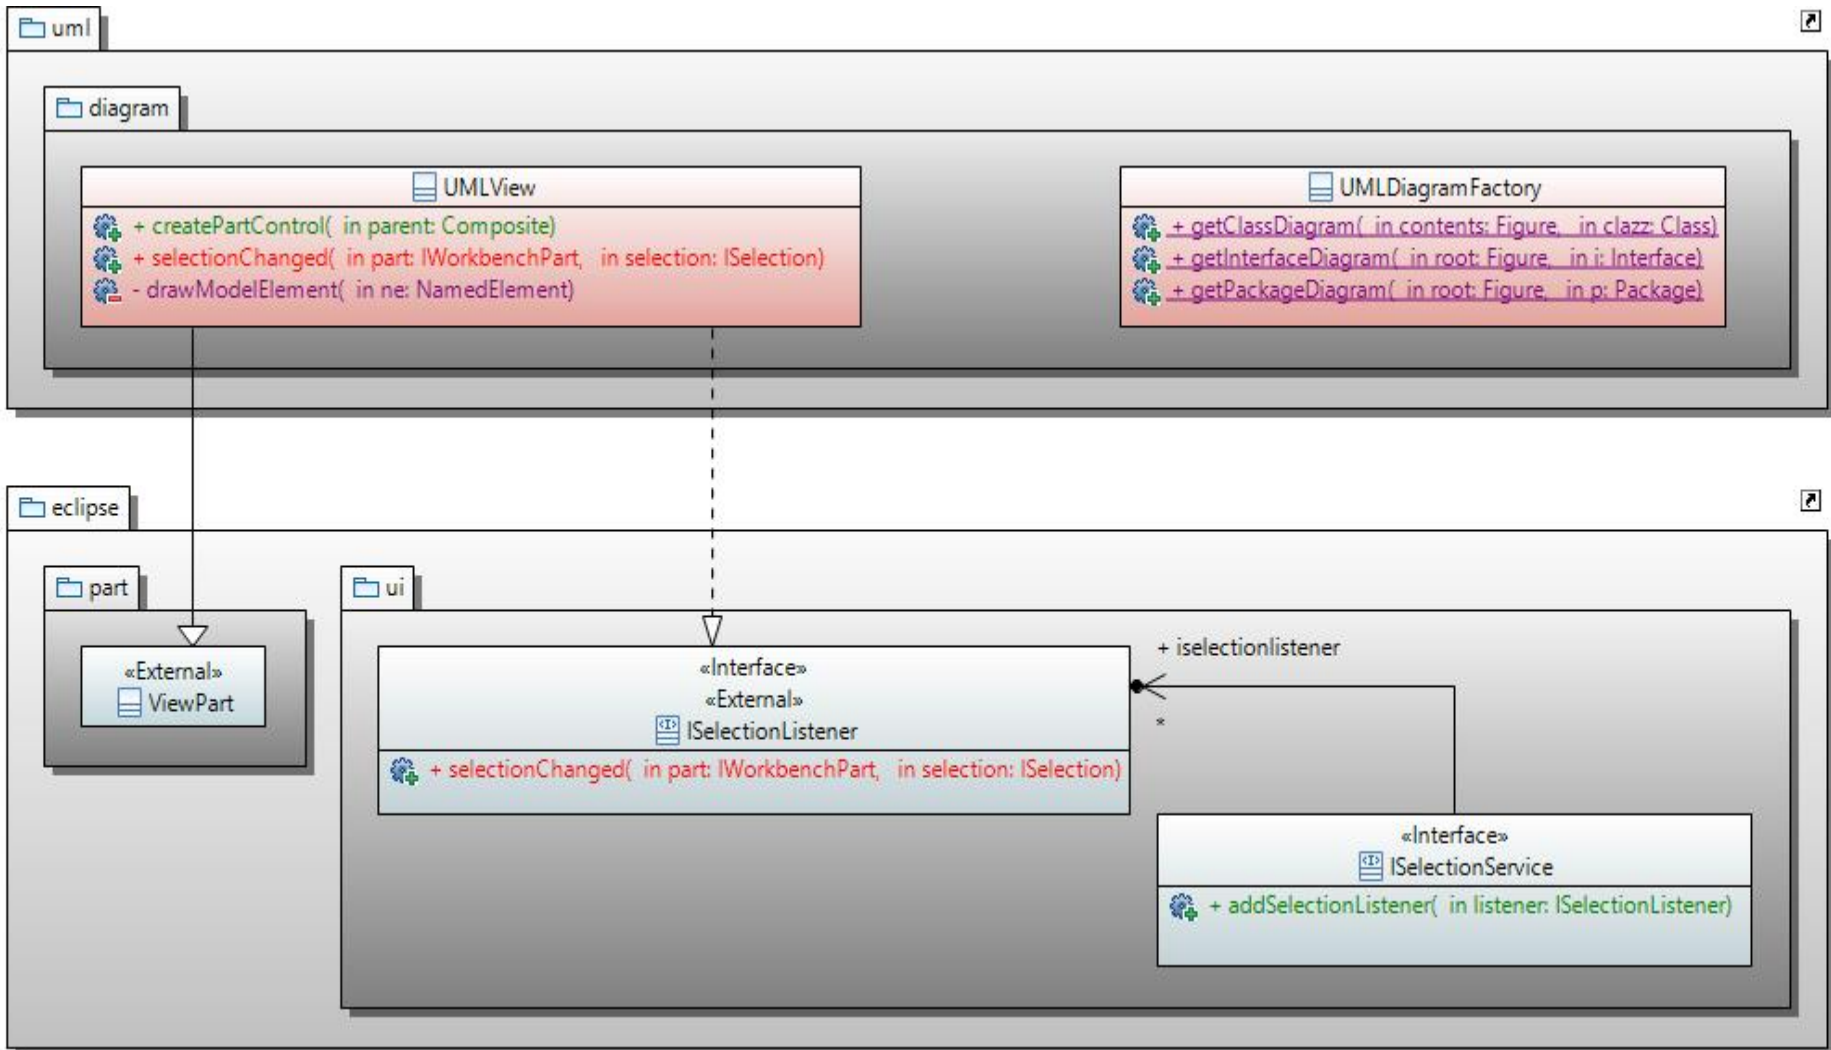 uml
diagram
UMLView
+ createPartControl( in parent: Composite)
+ selectionChanged( in part: IWorkbenchPart, in selection: ISelection)
- drawModelElement( in ne: NamedElement)
UMLDiagramFactory
+ getClassDiagram( in contents: Figure, in clazz: Class)
+ getInterfaceDiagram( in root: Figure, in i: Interface)
+ getPackageDiagram( in root: Figure, in p: Package)
eclipse
part
«External»
ViewPart
ui
«Interface»
«External»
ISelectionListener
+ selectionChanged( in part: IWorkbenchPart, in selection: ISelection)
+ iselectionlistener
*
«Interface»
ISelectionService
+ addSelectionListener( in listener: ISelectionListener)